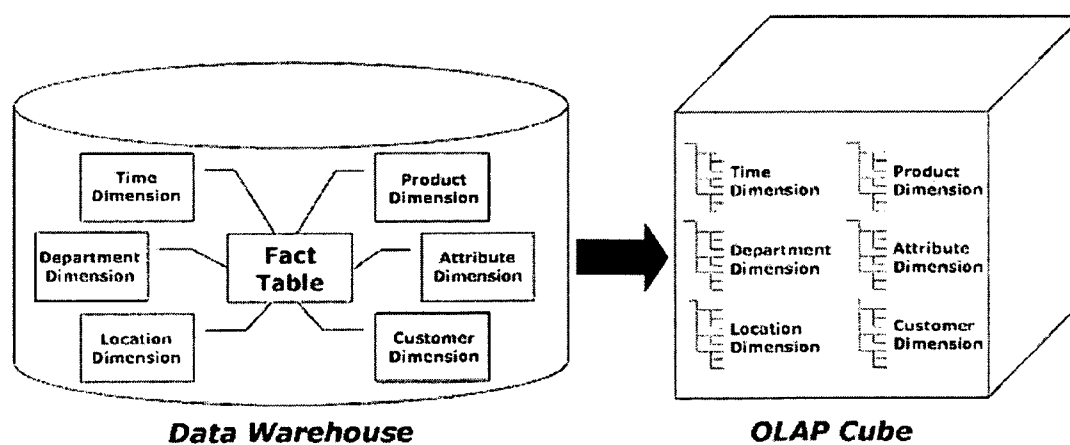 Time
Dimension
Product
Dimension
Department
Dimension
Fact
Table
Attribute
Dimension
Location
Dimension
Customer
Dimension
Data Warehouse
Time
Dimension
Product
Dimension
Department
Dimension
Attribute
Dimension
Location
Dimension
Customer
Dimension
OLAP Cube